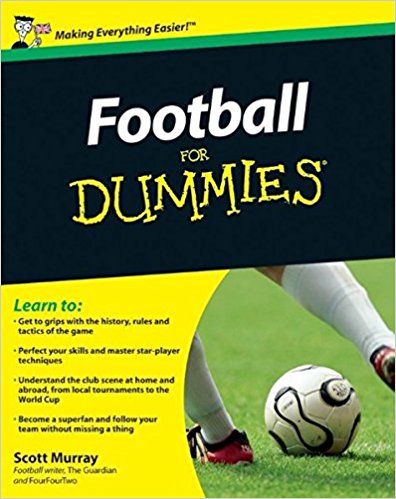 Making Everything Easier!™
Football
FOR
DUMMIES®
Learn to:
• Get to grips with the history, rules and
tactics of the game
• Perfect your skills and master star-player
techniques
• Understand the club scene at home and
abroad, from local tournaments to the
World Cup
• Become a superfan and follow your
team without missing a thing
Scott Murray
Football writer, The Guardian
and FourFourTwo